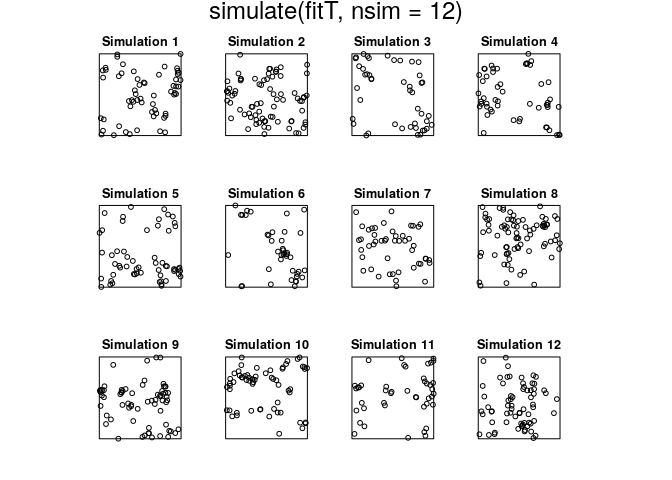 simulate(fitT, nsim = 12)
Simulation 1 Simulation 2 Simulation 3 Simulation 4
Simulation 5 Simulation 6 Simulation 7 Simulation 8
Simulation 9 Simulation 10 Simulation 11 Simulation 12